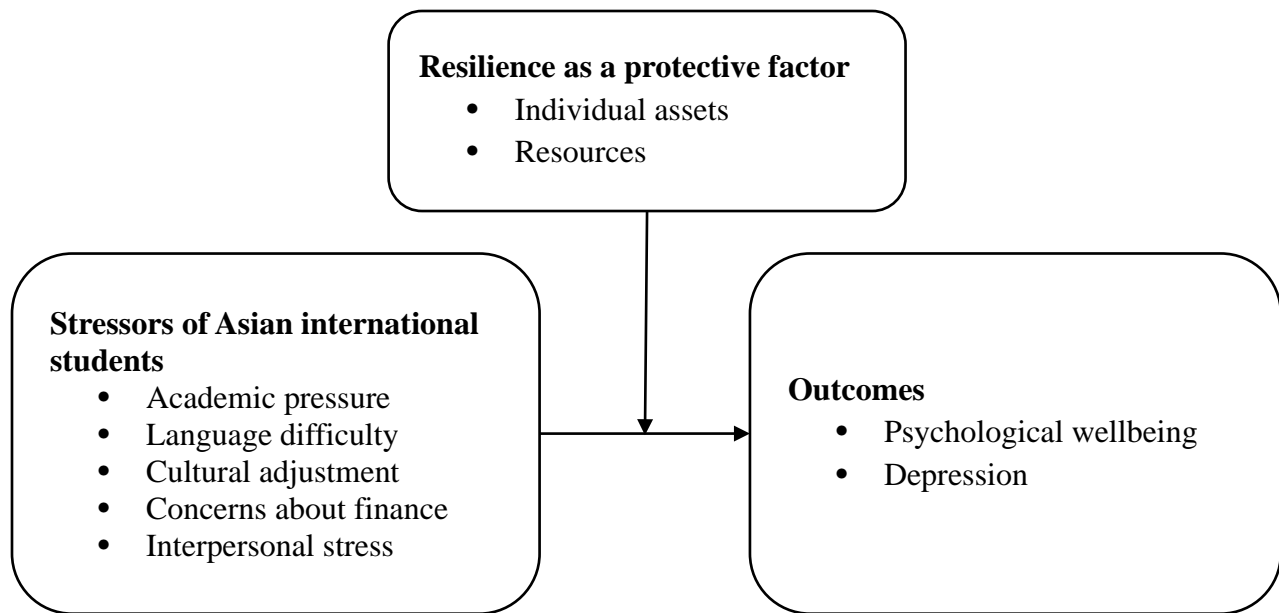 Resilience as a protective factor
• Individual assets
• Resources
Stressors of Asian international
students
• Academic pressure
• Language difficulty
• Cultural adjustment
• Concerns about finance
• Interpersonal stress
Outcomes
• Psychological wellbeing
• Depression